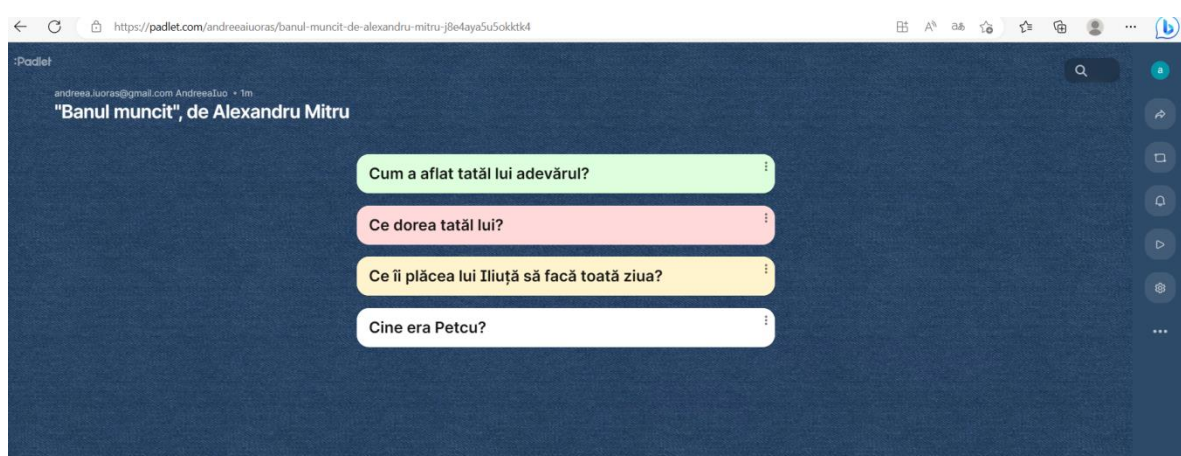 https://padlet.com/andreeaiuoras/banul-muncit-de-alexandru-mitru-j8e4aya5u5okktk4
:Padlet
andreea.iuoras@gmail.com AndreeaIuo • 1m
"Banul muncit", de Alexandru Mitru
Cum a aflat tatăl lui adevărul?
Ce dorea tatăl lui?
Ce îi plăcea lui Iliuță să facă toată ziua?
Cine era Petcu?